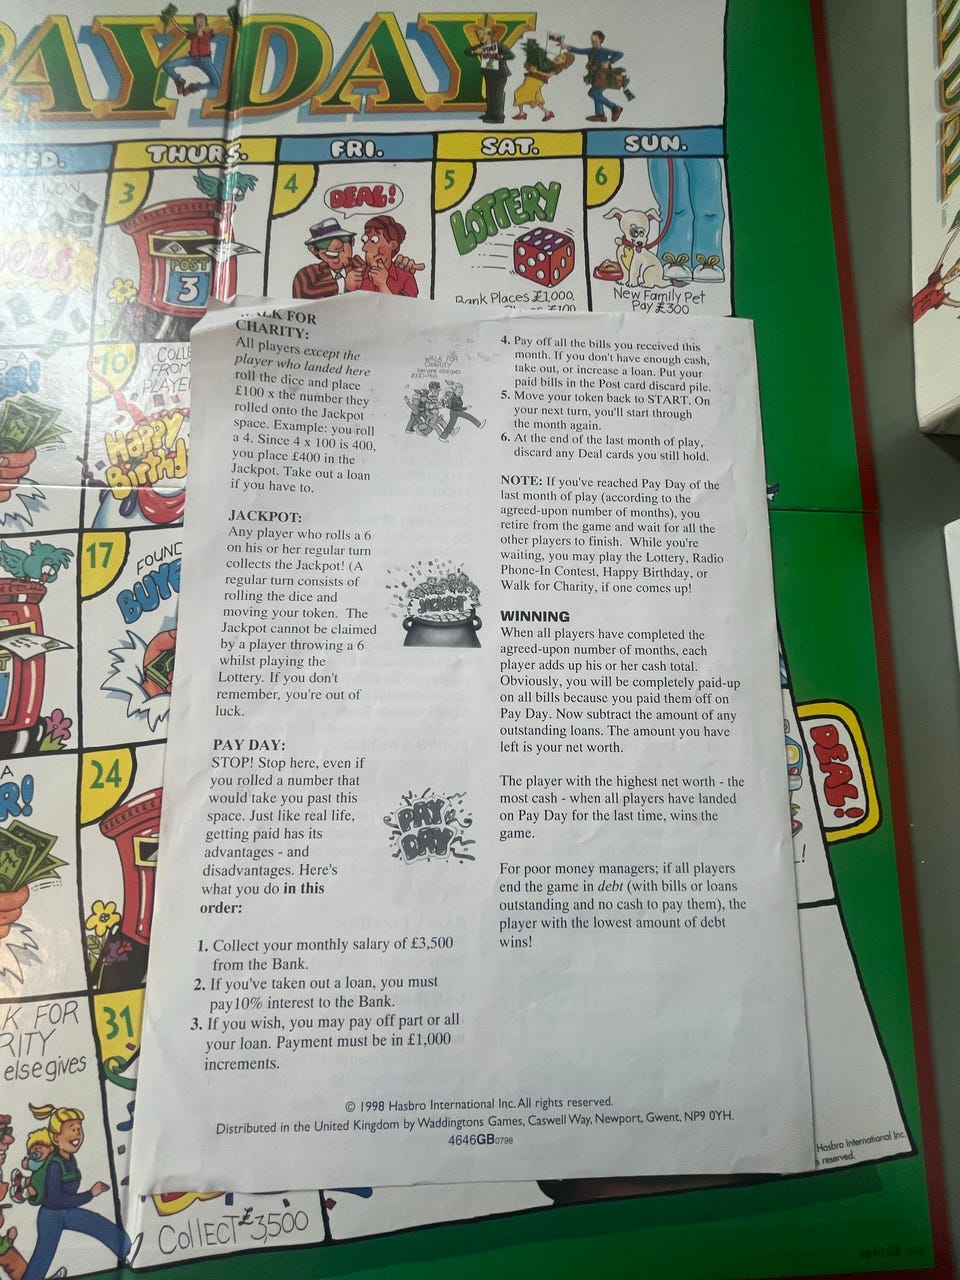 PAYDAY
THURS.
FRI.
SAT.
SUN.
3
POST
3
4
DEAL!
5
LOTTERY
Bank Places £1,000,
6
New Family Pet
Pay £300
10
Happy
17
FOUND
24
31
K FOR
RITY
else gives
COLLECT £3,500
DEAL!
WALK FOR
CHARITY:
All players except the
player who landed here
roll the dice and place
£100 x the number they
rolled onto the Jackpot
space. Example: you roll
a 4. Since 4 x 100 is 400,
you place £400 in the
Jackpot. Take out a loan
if you have to.
WALK FOR
CHARITY
JACKPOT:
Any player who rolls a 6
on his or her regular turn
collects the Jackpot! (A
regular turn consists of
rolling the dice and
moving your token. The
Jackpot cannot be claimed
by a player throwing a 6
whilst playing the
Lottery. If you don't
remember, you're out of
luck.
JACKPOT
PAY DAY:
STOP! Stop here, even if
you rolled a number that
would take you past this
space. Just like real life,
getting paid has its
advantages - and
disadvantages. Here's
what you do in this
order:
PAY
DAY
1. Collect your monthly salary of £3,500
from the Bank.
2. If you've taken out a loan, you must
pay10% interest to the Bank.
3. If you wish, you may pay off part or all
your loan. Payment must be in £1,000
increments.
4. Pay off all the bills you received this
month. If you don't have enough cash,
take out, or increase a loan. Put your
paid bills in the Post card discard pile.
5. Move your token back to START. On
your next turn, you'll start through
the month again.
6. At the end of the last month of play,
discard any Deal cards you still hold.
NOTE: If you've reached Pay Day of the
last month of play (according to the
agreed-upon number of months), you
retire from the game and wait for all the
other players to finish. While you're
waiting, you may play the Lottery, Radio
Phone-In Contest, Happy Birthday, or
Walk for Charity, if one comes up!
WINNING
When all players have completed the
agreed-upon number of months, each
player adds up his or her cash total.
Obviously, you will be completely paid-up
on all bills because you paid them off on
Pay Day. Now subtract the amount of any
outstanding loans. The amount you have
left is your net worth.
The player with the highest net worth - the
most cash - when all players have landed
on Pay Day for the last time, wins the
game.
For poor money managers; if all players
end the game in debt (with bills or loans
outstanding and no cash to pay them), the
player with the lowest amount of debt
wins!
© 1998 Hasbro International Inc. All rights reserved.
Distributed in the United Kingdom by Waddingtons Games, Caswell Way, Newport, Gwent, NP9 0YH.
4646GB0798
Hasbro International Inc.
s reserved.